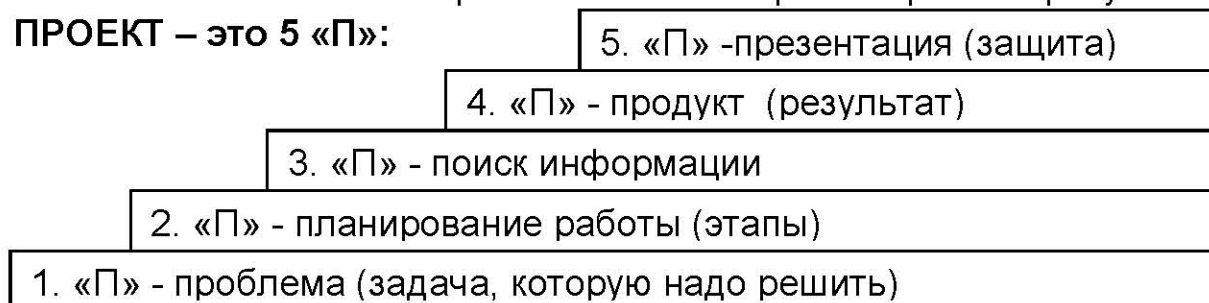 ПРОЕКТ – это 5 «П»:
5. «П» -презентация (защита)
4. «П» - продукт (результат)
3. «П» - поиск информации
2. «П» - планирование работы (этапы)
1. «П» - проблема (задача, которую надо решить)